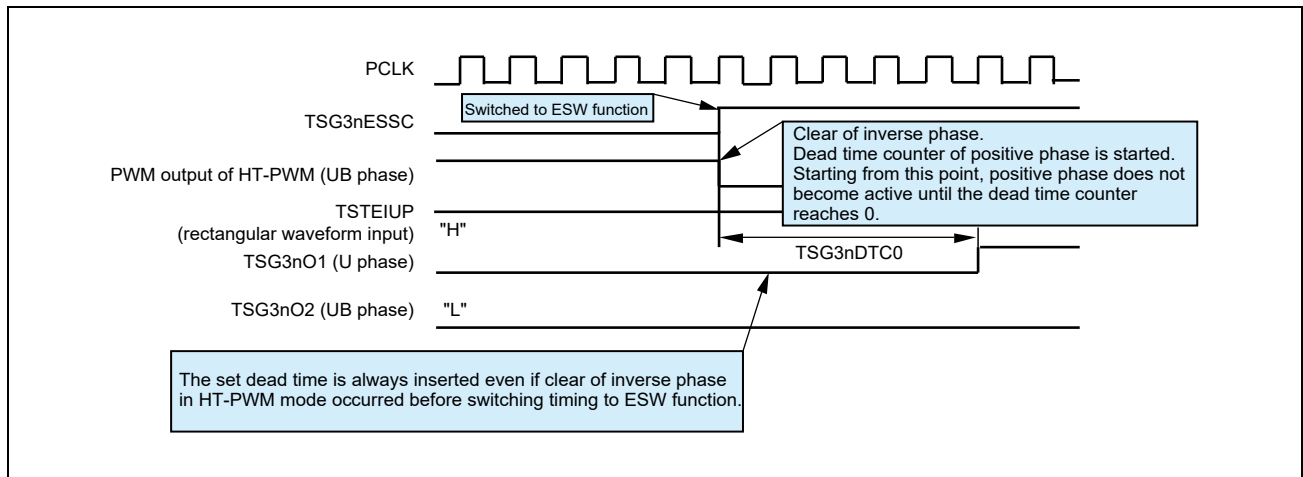 PCLK
Switched to ESW function
TSG3nESSC
Clear of inverse phase.
Dead time counter of positive phase is started.
Starting from this point, positive phase does not
become active until the dead time counter
reaches 0.
PWM output of HT-PWM (UB phase)
TSTEIUP
(rectangular waveform input)
"H"
TSG3nDTC0
TSG3nO1 (U phase)
TSG3nO2 (UB phase)
"L"
The set dead time is always inserted even if clear of inverse phase
in HT-PWM mode occurred before switching timing to ESW function.